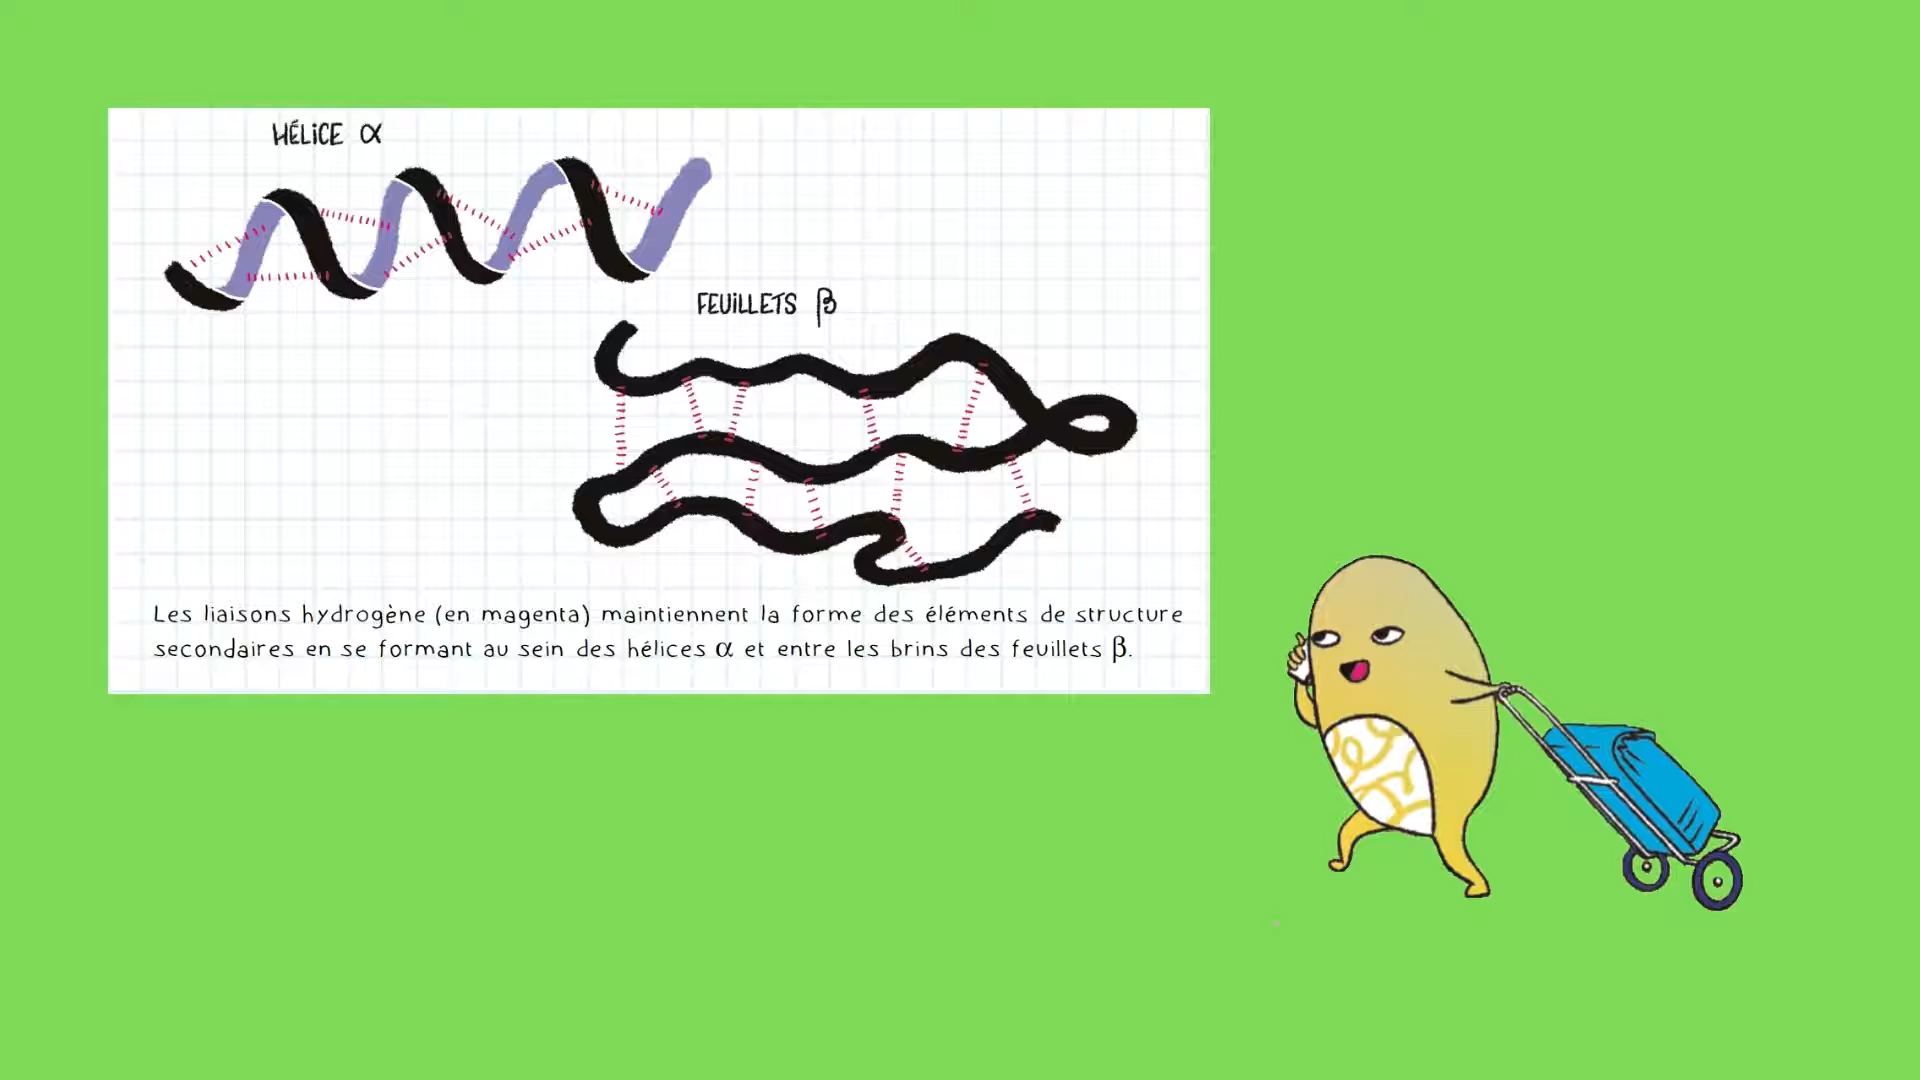 HÉLiCE α
FEUiLLETS β
Les liaisons hydrogène (en magenta) maintiennent la forme des éléments de structure
secondaires en se formant au sein des hélices α et entre les brins des feuillets β.